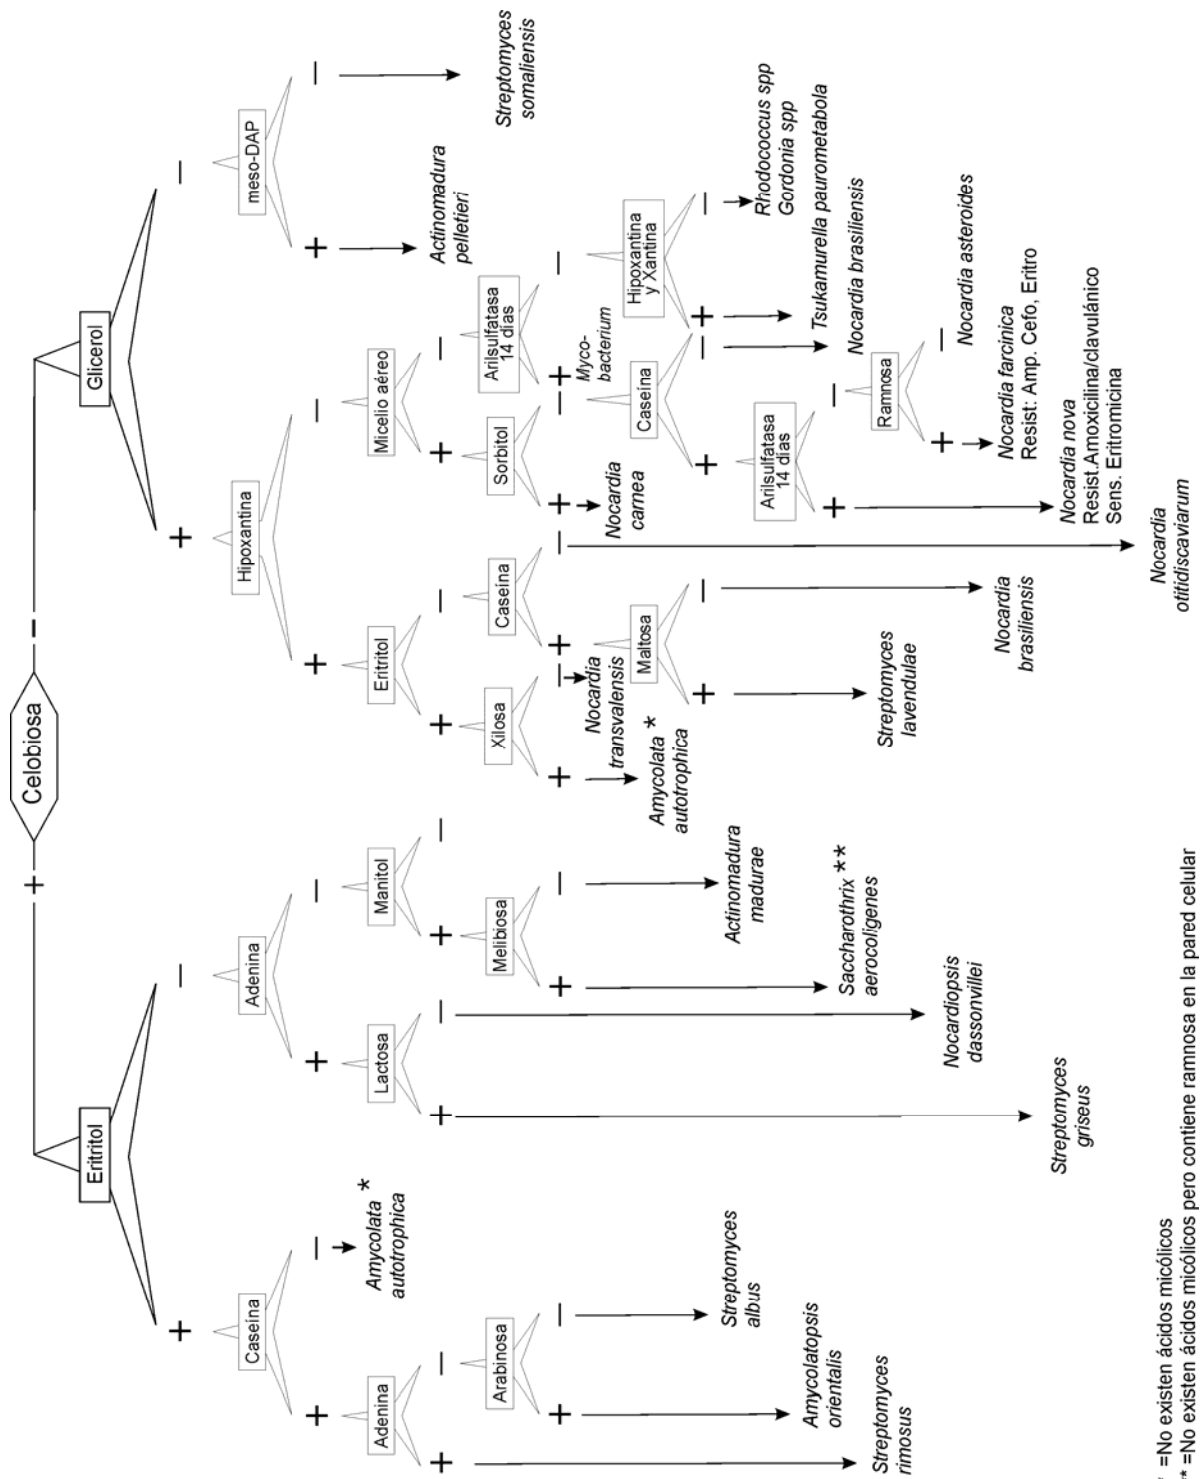 Celobiosa
+
−
Eritritol
Glicerol
+
−
+
−
Caseína
Adenina
Hipoxantina
meso-DAP
+
−
+
−
+
−
+
−
Adenina
Amycolata *
autotrophica
Lactosa
Manitol
Eritritol
Micelio aéreo
Actinomadura
pelletieri
Streptomyces
somaliensis
+
−
+
−
+
−
+
−
+
−
Arabinosa
Melibiosa
Xilosa
Caseína
Sorbitol
Arilsulfatasa
14 días
+
−
+
−
+
−
+
−
+
−
+
−
Nocardia
transvalensis
Nocardia
carnea
Myco-
bacterium
Amycolata *
autotrophica
Maltosa
Caseína
Hipoxantina
y Xantina
+
−
+
−
+
−
Streptomyces
albus
Actinomadura
madurae
Arilsulfatasa
14 días
Rhodococcus spp
Gordonia spp
Amycolatopsis
orientalis
Saccharothrix **
aerocoligenes
+
−
Tsukamurella paurometabola
Streptomyces
rimosus
Streptomyces
lavendulae
Nocardia brasiliensis
Ramnosa
+
−
Nocardiopsis
dassonvillei
Nocardia
brasiliensis
Nocardia asteroides
Nocardia farcinica
Resist: Amp. Cefo, Eritro
Streptomyces
griseus
Nocardia nova
Resist.Amoxicilina/clavulánico
Sens. Eritromicina
Nocardia
otitidiscaviarum
* =No existen ácidos micólicos
** =No existen ácidos micólicos pero contiene ramnosa en la pared celular